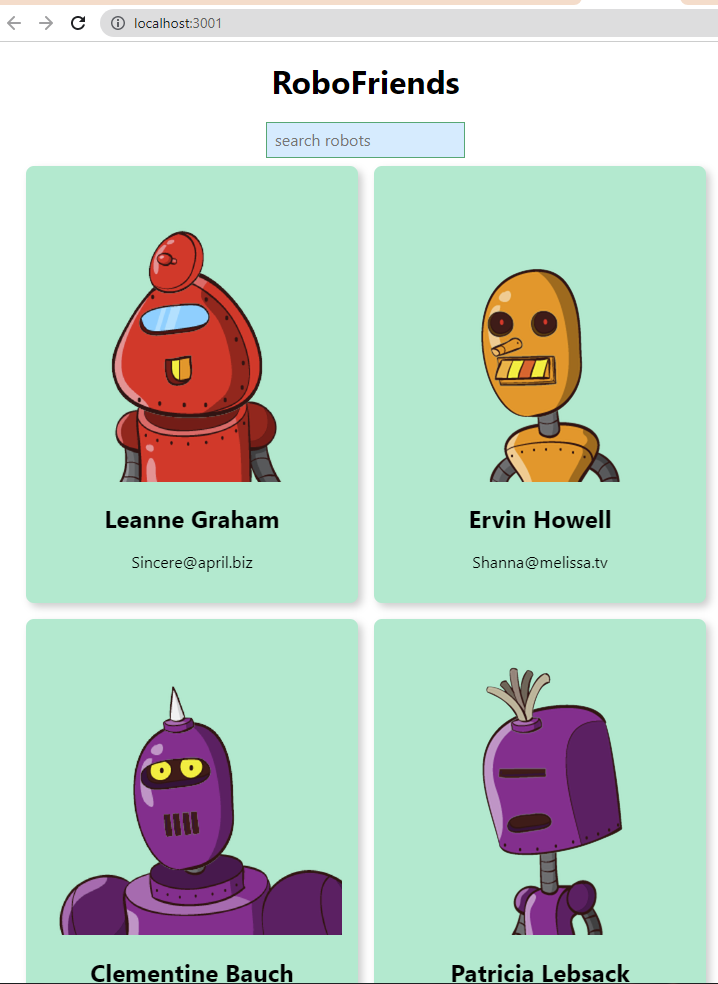 localhost:3001
RoboFriends
search robots
Leanne Graham
Ervin Howell
Sincere@april.biz
Shanna@melissa.tv
Clementine Bauch
Patricia Lebsack